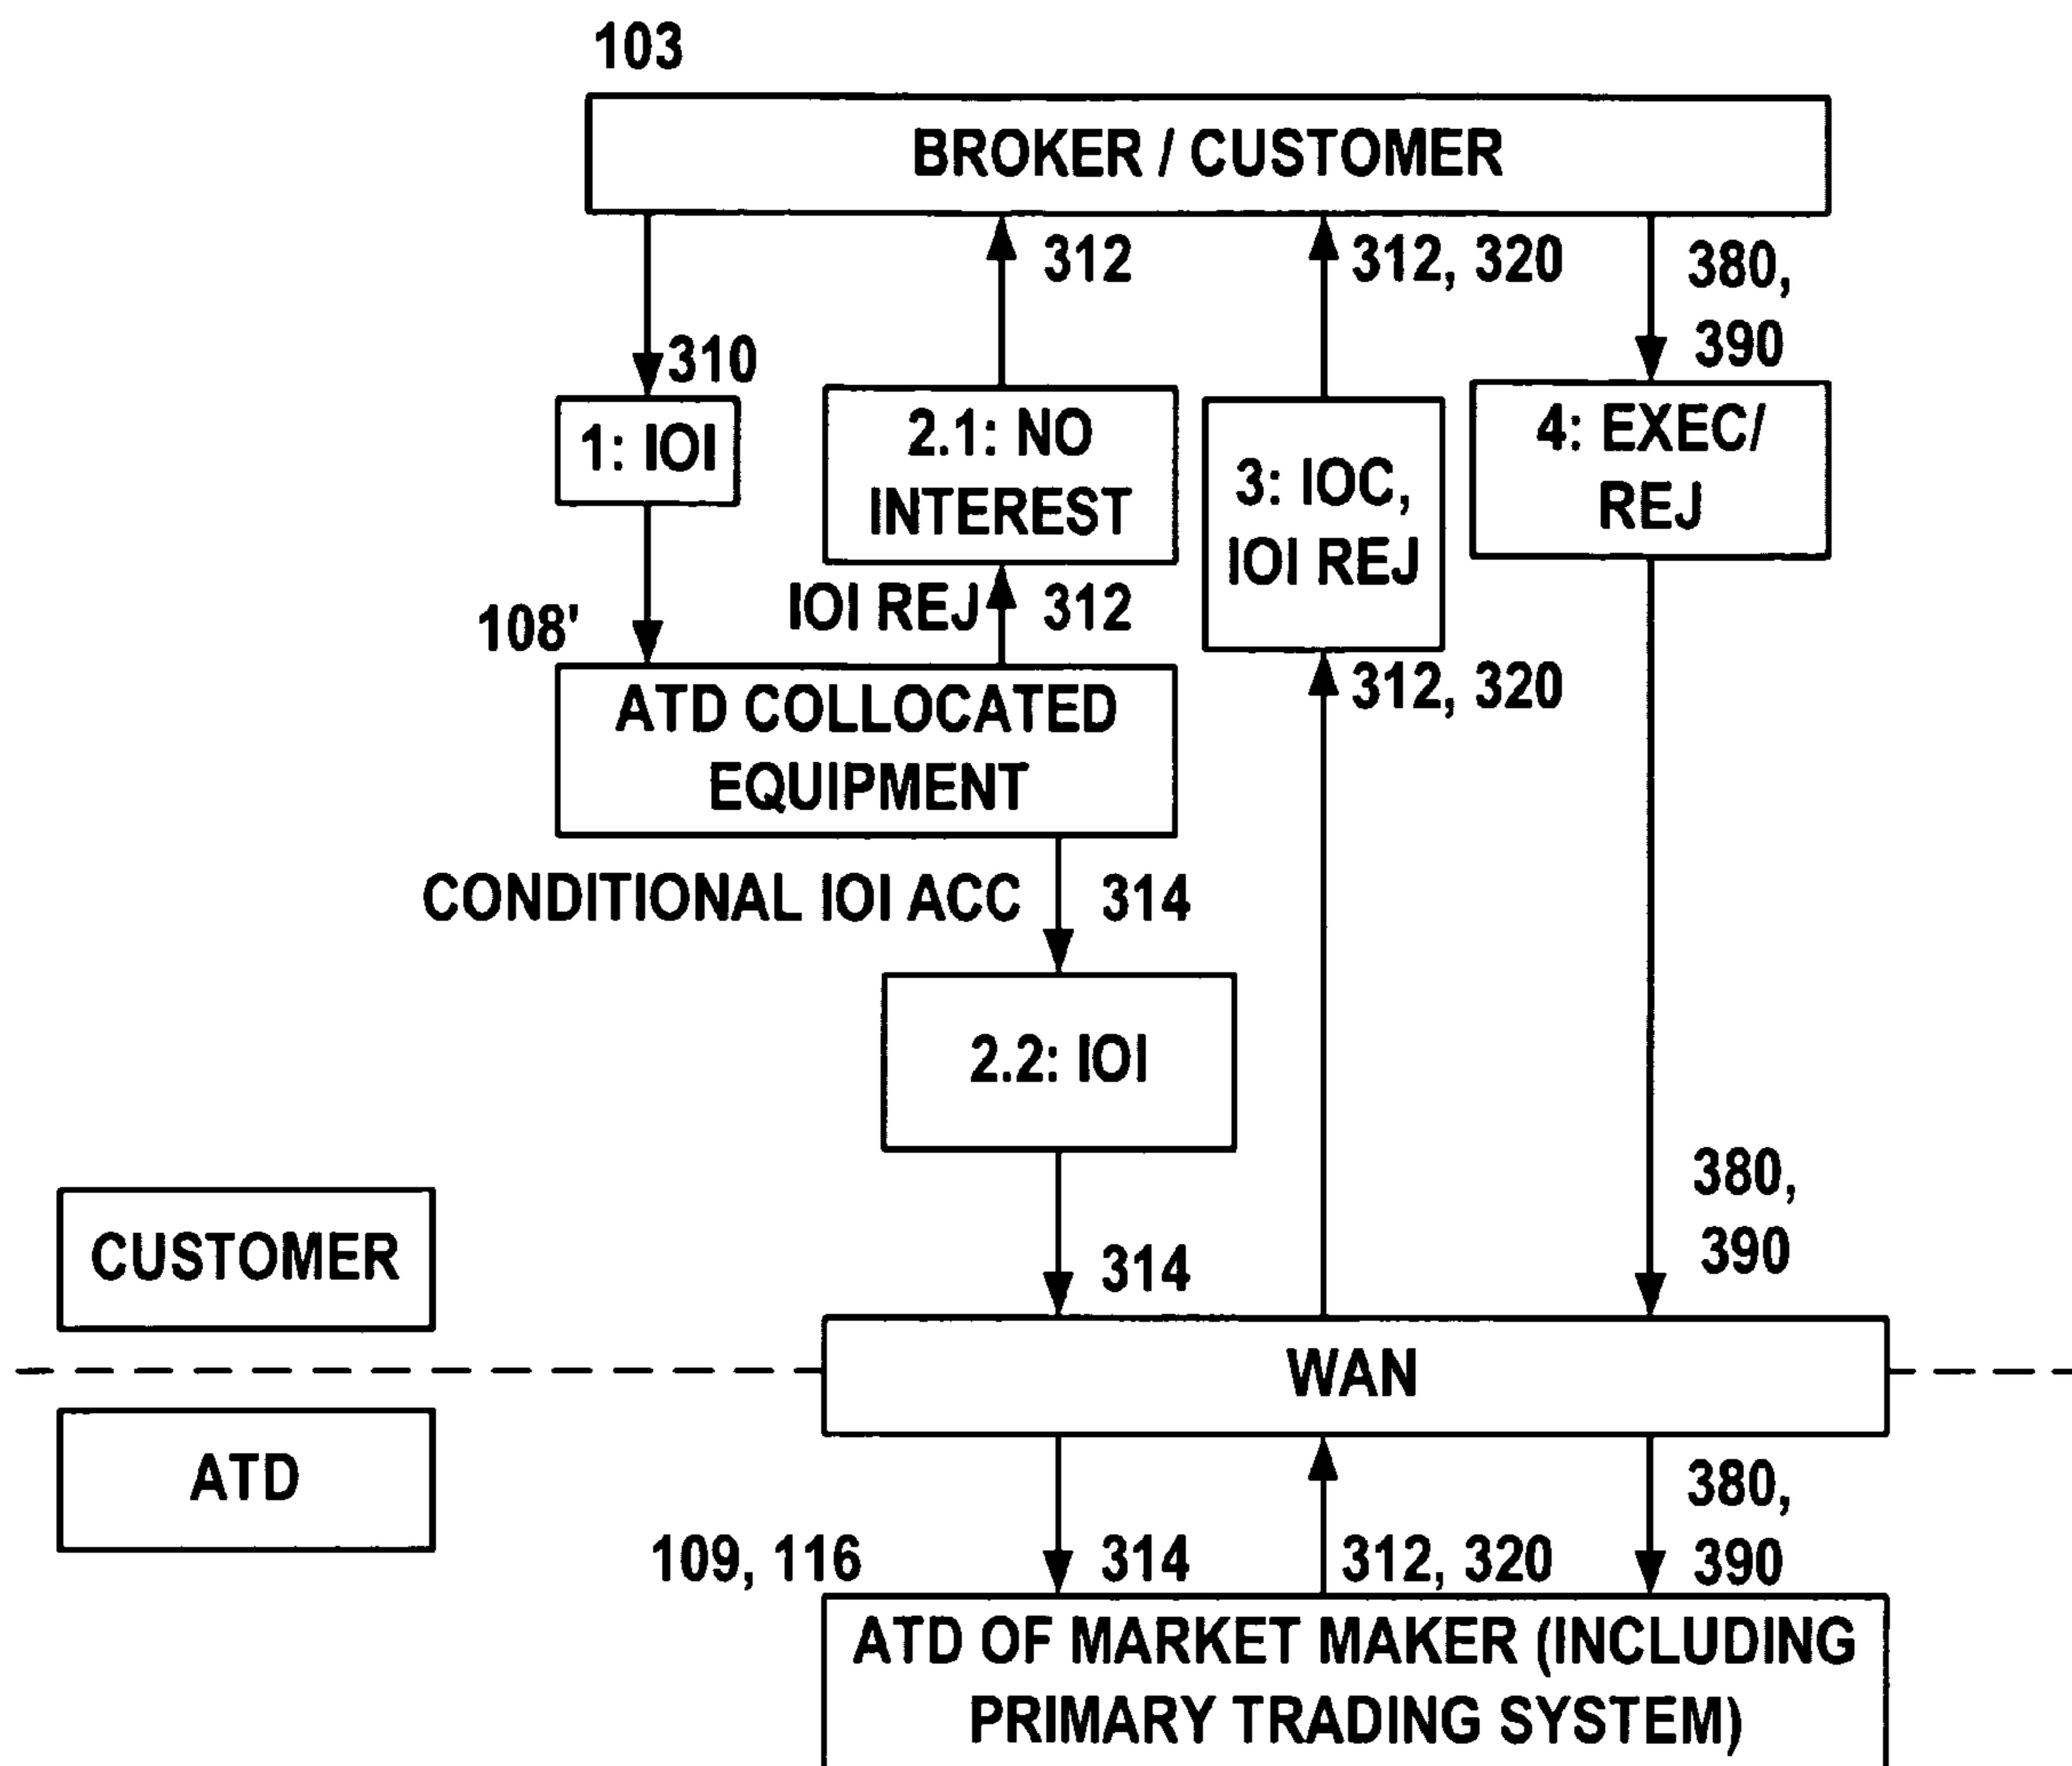 103
BROKER / CUSTOMER
312
312, 320
380,
390
310
1: IOI
2.1: NO
INTEREST
3: IOC,
IOI REJ
4: EXEC/
REJ
IOI REJ
312
108'
312, 320
ATD COLLOCATED
EQUIPMENT
CONDITIONAL IOI ACC
314
2.2: IOI
380,
390
314
CUSTOMER
WAN
ATD
380,
390
109, 116
314
312, 320
ATD OF MARKET MAKER (INCLUDING
PRIMARY TRADING SYSTEM)